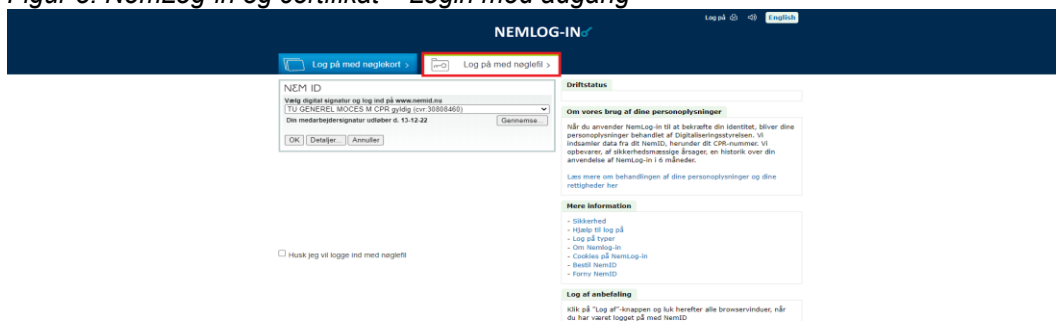 Figur 3. NemLog-in og certifikat – Login med adgang
Log på
English
NEMLOG-IN
Log på med nøglekort ›
Log på med nøglefil ›
NEM ID
Vælg digital signatur og log ind på www.nemid.nu
TU GENEREL MOCES M CPR gyldig (cvr:30808460)
Din medarbejdersignatur udløber d. 13-12-22
Gennemse...
OK
Detaljer...
Annuller
Husk jeg vil logge ind med nøglefil
Driftstatus
Om vores brug af dine personoplysninger
Når du anvender NemLog-in til at bekræfte din identitet, bliver dine
personoplysninger behandlet af Digitaliseringsstyrelsen. Vi
indsamler data fra dit NemID, herunder dit CPR-nummer. Vi
opbevarer, af sikkerhedsmæssige årsager, en historik over din
anvendelse af NemLog-in i 6 måneder.
Læs mere om behandlingen af dine personoplysninger og dine
rettigheder her
Mere information
- Sikkerhed
- Hjælp til log på
- Log på typer
- Om Nemlog-in
- Cookies på NemLog-in
- Bestil NemID
- Forny NemID
Log af anbefaling
Klik på "Log af"-knappen og luk herefter alle browservinduer, når
du har været logget på med NemID